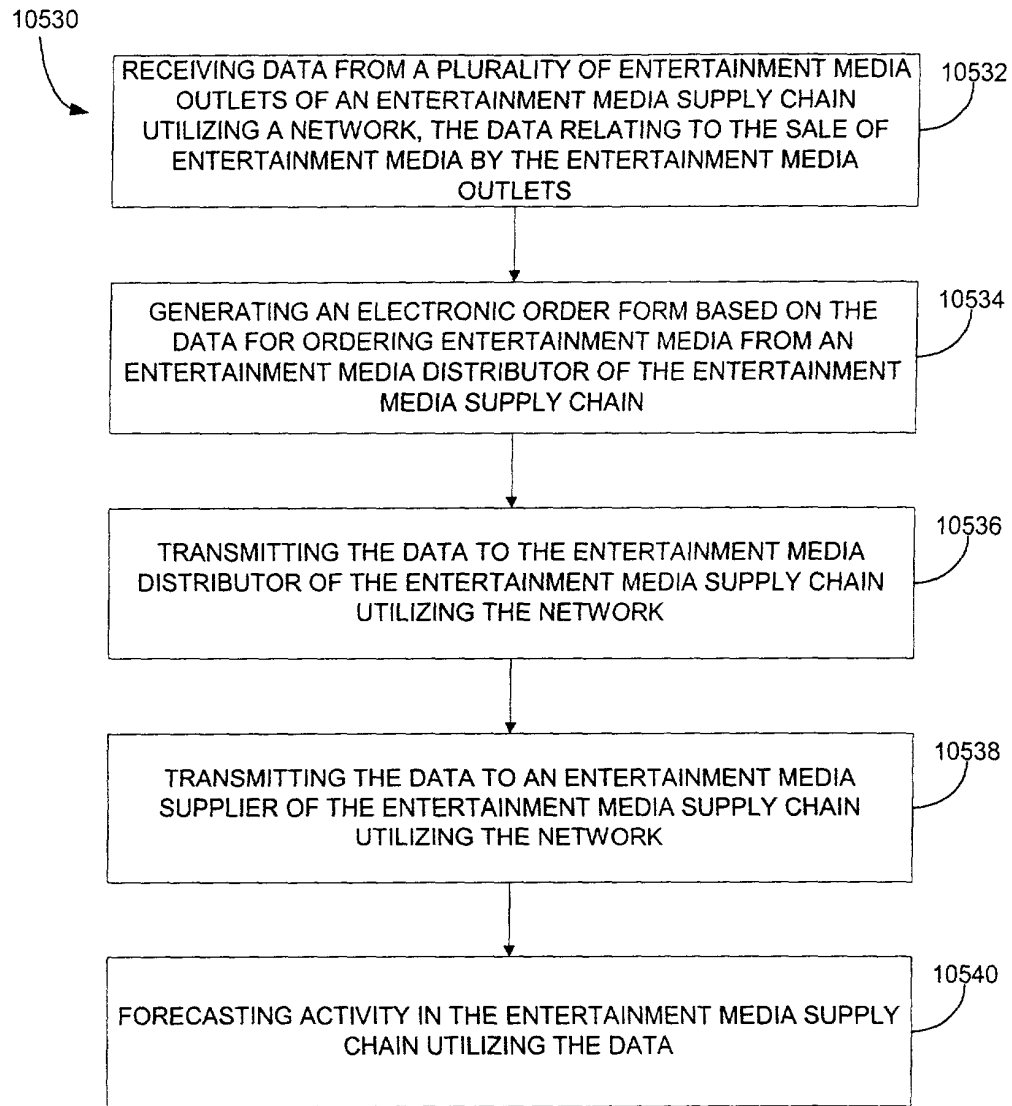 10530
RECEIVING DATA FROM A PLURALITY OF ENTERTAINMENT MEDIA
OUTLETS OF AN ENTERTAINMENT MEDIA SUPPLY CHAIN
UTILIZING A NETWORK, THE DATA RELATING TO THE SALE OF
ENTERTAINMENT MEDIA BY THE ENTERTAINMENT MEDIA
OUTLETS
10532
GENERATING AN ELECTRONIC ORDER FORM BASED ON THE
DATA FOR ORDERING ENTERTAINMENT MEDIA FROM AN
ENTERTAINMENT MEDIA DISTRIBUTOR OF THE ENTERTAINMENT
MEDIA SUPPLY CHAIN
10534
TRANSMITTING THE DATA TO THE ENTERTAINMENT MEDIA
DISTRIBUTOR OF THE ENTERTAINMENT MEDIA SUPPLY CHAIN
UTILIZING THE NETWORK
10536
TRANSMITTING THE DATA TO AN ENTERTAINMENT MEDIA
SUPPLIER OF THE ENTERTAINMENT MEDIA SUPPLY CHAIN
UTILIZING THE NETWORK
10538
FORECASTING ACTIVITY IN THE ENTERTAINMENT MEDIA SUPPLY
CHAIN UTILIZING THE DATA
10540